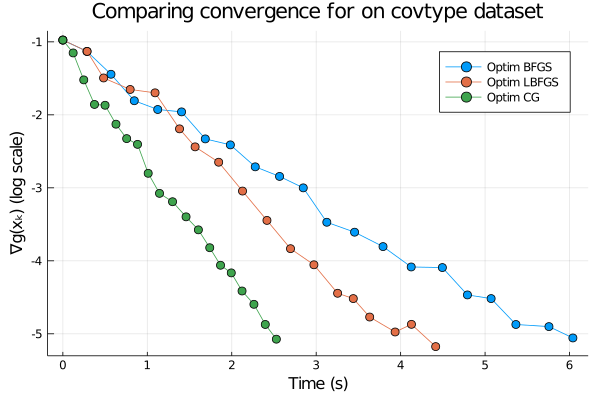 Comparing convergence for on covtype dataset
Optim BFGS
Optim LBFGS
Optim CG
∇g(xₖ) (log scale)
-1
-2
-3
-4
-5
0 1 2 3 4 5 6
Time (s)